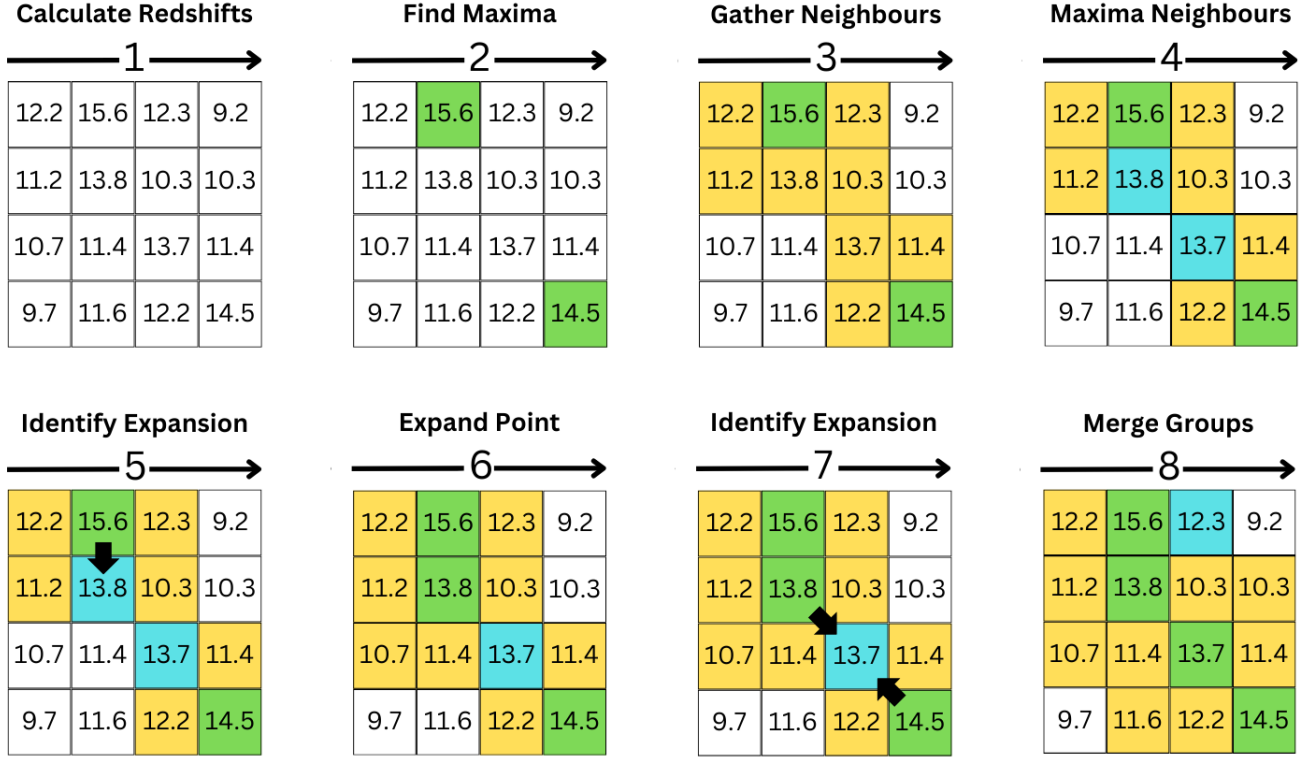 Calculate Redshifts
Find Maxima
Gather Neighbours
Maxima Neighbours
1
2
3
4
12.2 15.6 12.3 9.2
11.2 13.8 10.3 10.3
10.7 11.4 13.7 11.4
9.7 11.6 12.2 14.5
12.2 15.6 12.3 9.2
11.2 13.8 10.3 10.3
10.7 11.4 13.7 11.4
9.7 11.6 12.2 14.5
12.2 15.6 12.3 9.2
11.2 13.8 10.3 10.3
10.7 11.4 13.7 11.4
9.7 11.6 12.2 14.5
12.2 15.6 12.3 9.2
11.2 13.8 10.3 10.3
10.7 11.4 13.7 11.4
9.7 11.6 12.2 14.5
Identify Expansion
Expand Point
Identify Expansion
Merge Groups
5
6
7
8
12.2 15.6 12.3 9.2
11.2 13.8 10.3 10.3
10.7 11.4 13.7 11.4
9.7 11.6 12.2 14.5
12.2 15.6 12.3 9.2
11.2 13.8 10.3 10.3
10.7 11.4 13.7 11.4
9.7 11.6 12.2 14.5
12.2 15.6 12.3 9.2
11.2 13.8 10.3 10.3
10.7 11.4 13.7 11.4
9.7 11.6 12.2 14.5
12.2 15.6 12.3 9.2
11.2 13.8 10.3 10.3
10.7 11.4 13.7 11.4
9.7 11.6 12.2 14.5